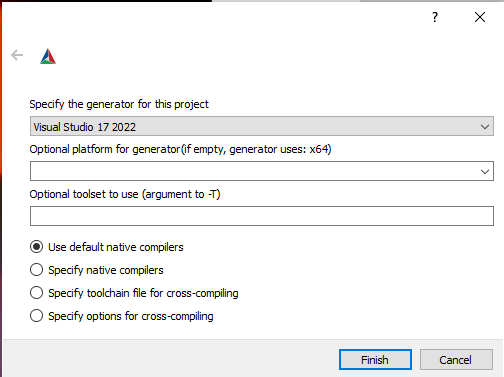 ?
Specify the generator for this project
Visual Studio 17 2022
Optional platform for generator(if empty, generator uses: x64)
Optional toolset to use (argument to -T)
Use default native compilers
Specify native compilers
Specify toolchain file for cross-compiling
Specify options for cross-compiling
Finish Cancel